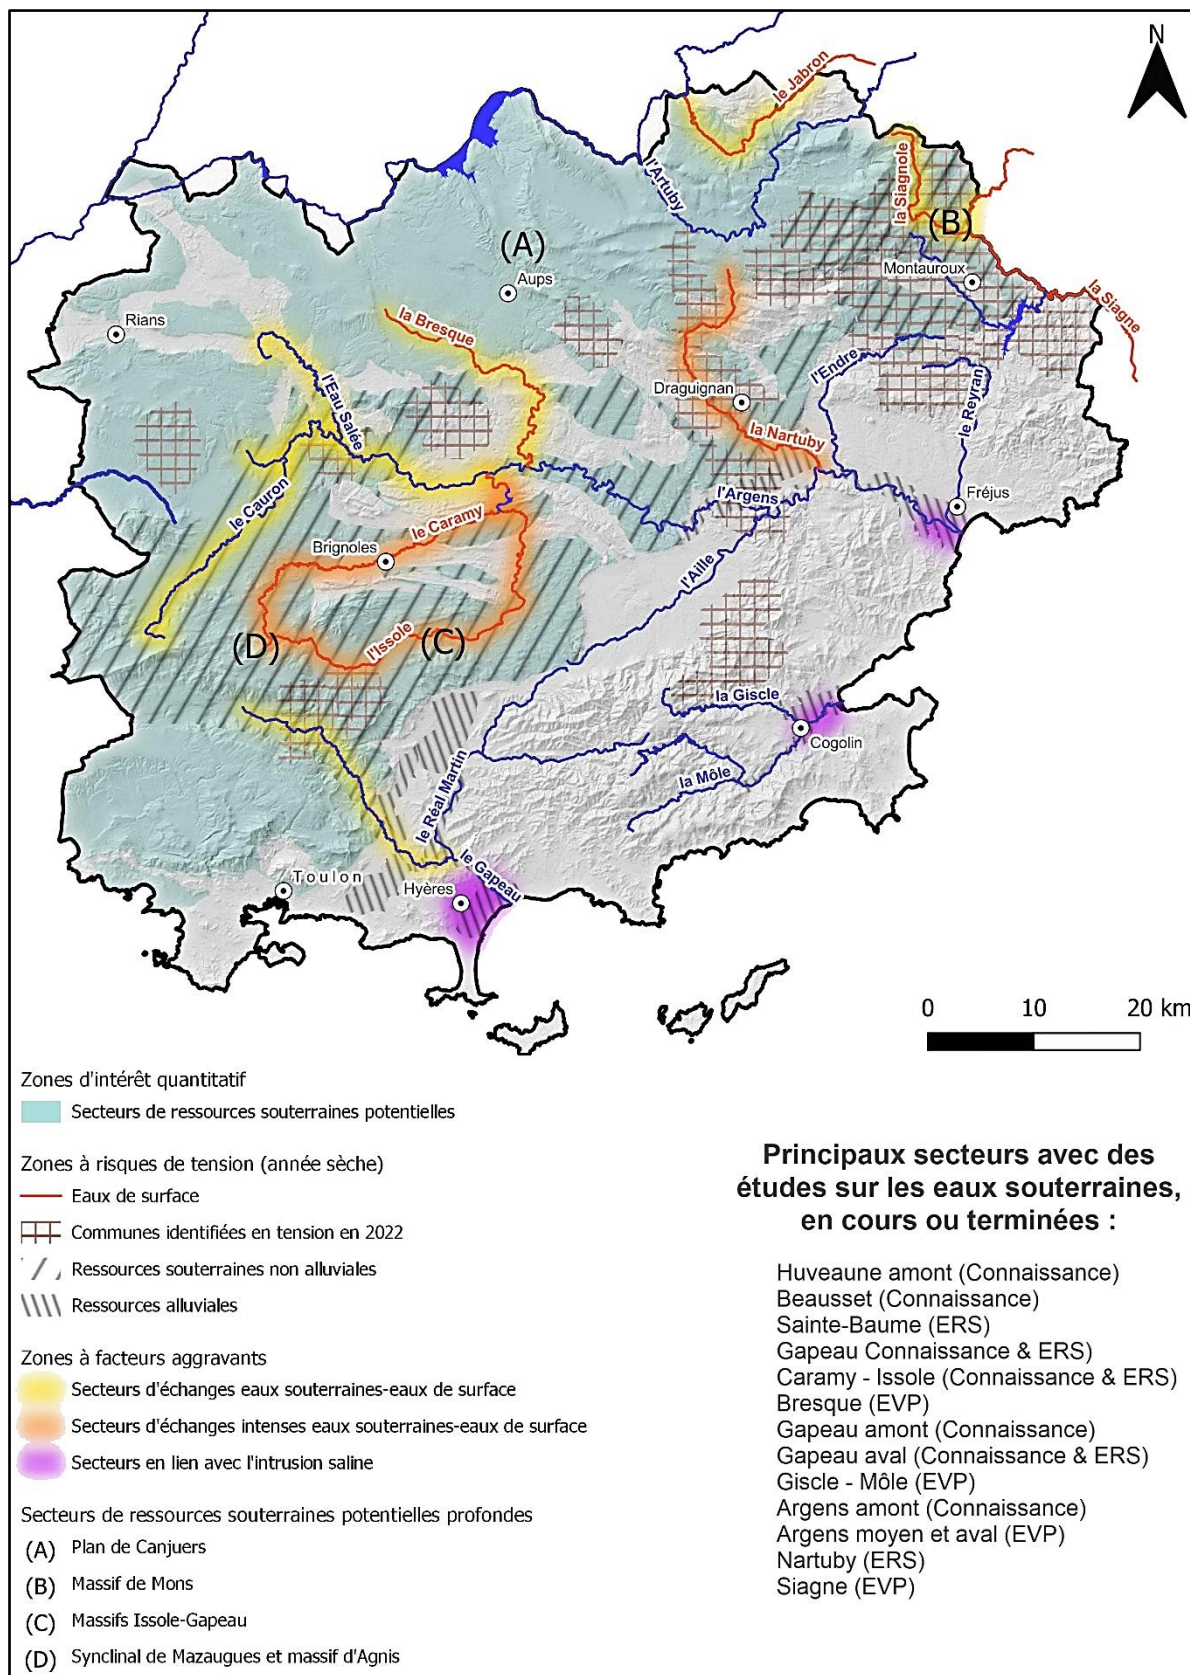 N
le Jabron
l'Artuby
la Siagnole
(A)
(B)
Aups
Montauroux
la Siagne
Rians
la Bresque
l'Eau Salée
l'Endre
le Reyran
Draguignan
la Nartuby
l'Argens
Fréjus
le Cauron
le Caramy
Brignoles
l'Aille
(D)
l'Issole
(C)
la Giscle
Cogolin
la Môle
le Réal Martin
le Gapeau
Toulon
Hyères
0 10 20 km
Zones d'intérêt quantitatif
Secteurs de ressources souterraines potentielles
Zones à risques de tension (année sèche)
Eaux de surface
Communes identifiées en tension en 2022
Ressources souterraines non alluviales
Ressources alluviales
Zones à facteurs aggravants
Secteurs d'échanges eaux souterraines-eaux de surface
Secteurs d'échanges intenses eaux souterraines-eaux de surface
Secteurs en lien avec l'intrusion saline
Secteurs de ressources souterraines potentielles profondes
(A) Plan de Canjuers
(B) Massif de Mons
(C) Massifs Issole-Gapeau
(D) Synclinal de Mazaugues et massif d'Agnis
Principaux secteurs avec des
études sur les eaux souterraines,
en cours ou terminées :
Huveaune amont (Connaissance)
Beausset (Connaissance)
Sainte-Baume (ERS)
Gapeau Connaissance & ERS)
Caramy - Issole (Connaissance & ERS)
Bresque (EVP)
Gapeau amont (Connaissance)
Gapeau aval (Connaissance & ERS)
Giscle - Môle (EVP)
Argens amont (Connaissance)
Argens moyen et aval (EVP)
Nartuby (ERS)
Siagne (EVP)